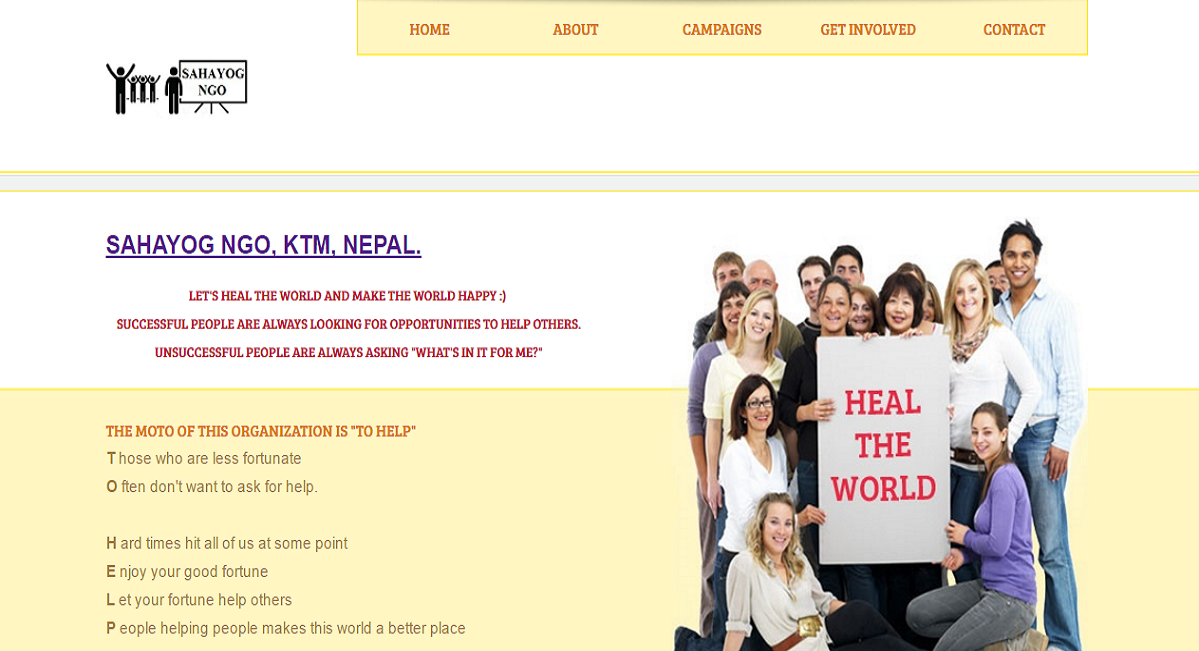 HOME ABOUT CAMPAIGNS GET INVOLVED CONTACT
SAHAYOG
NGO
SAHAYOG NGO, KTM, NEPAL.
LET'S HEAL THE WORLD AND MAKE THE WORLD HAPPY :)
SUCCESSFUL PEOPLE ARE ALWAYS LOOKING FOR OPPORTUNITIES TO HELP OTHERS.
UNSUCCESSFUL PEOPLE ARE ALWAYS ASKING "WHAT'S IN IT FOR ME?"
THE MOTO OF THIS ORGANIZATION IS "TO HELP"
T hose who are less fortunate
O ften don't want to ask for help.
H ard times hit all of us at some point
E njoy your good fortune
L et your fortune help others
P eople helping people makes this world a better place
HEAL
THE
WORLD